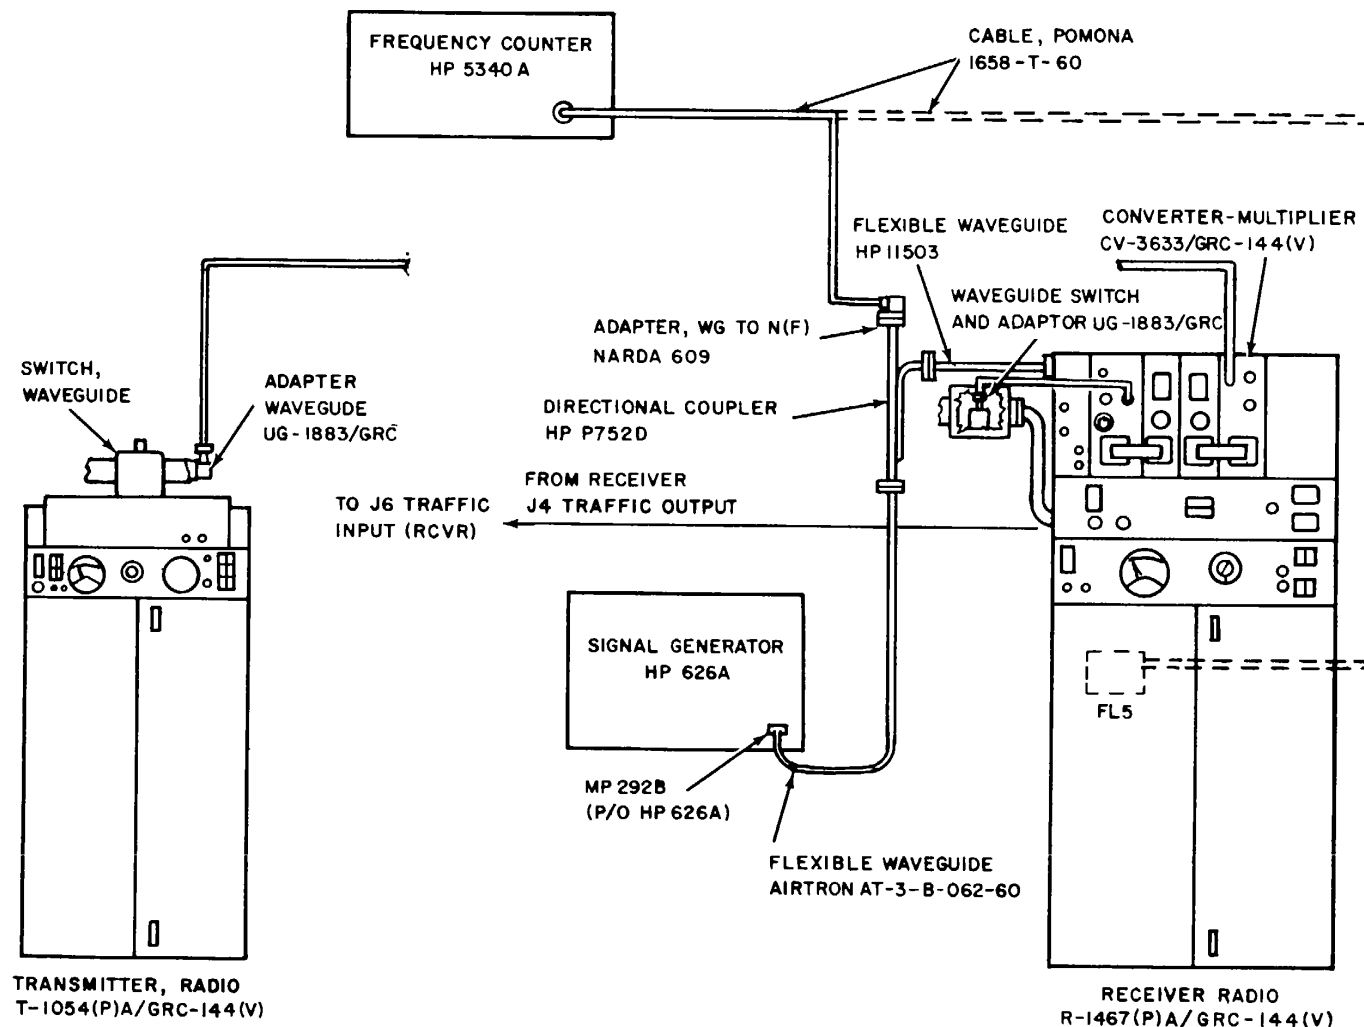 FREQUENCY COUNTER
HP 5340A
CABLE, POMONA
1658-T-60
FLEXIBLE WAVEGUIDE
HP 11503
CONVERTER-MULTIPLIER
CV-3633/GRC-144(V)
WAVEGUIDE SWITCH
AND ADAPTOR UG-1883/GRC
ADAPTER, WG TO N(F)
NARDA 609
SWITCH,
WAVEGUIDE
ADAPTER
WAVEGUDE
UG-1883/GRC
DIRECTIONAL COUPLER
HP P752D
FROM RECEIVER
J4 TRAFFIC OUTPUT
TO J6 TRAFFIC
INPUT (RCVR)
SIGNAL GENERATOR
HP 626A
FL5
MP 292B
(P/O HP 626A)
FLEXIBLE WAVEGUIDE
AIRTRON AT-3-B-062-60
TRANSMITTER, RADIO
T-1054(P)A/GRC-144(V)
RECEIVER RADIO
R-1467(P)A/GRC-144(V)